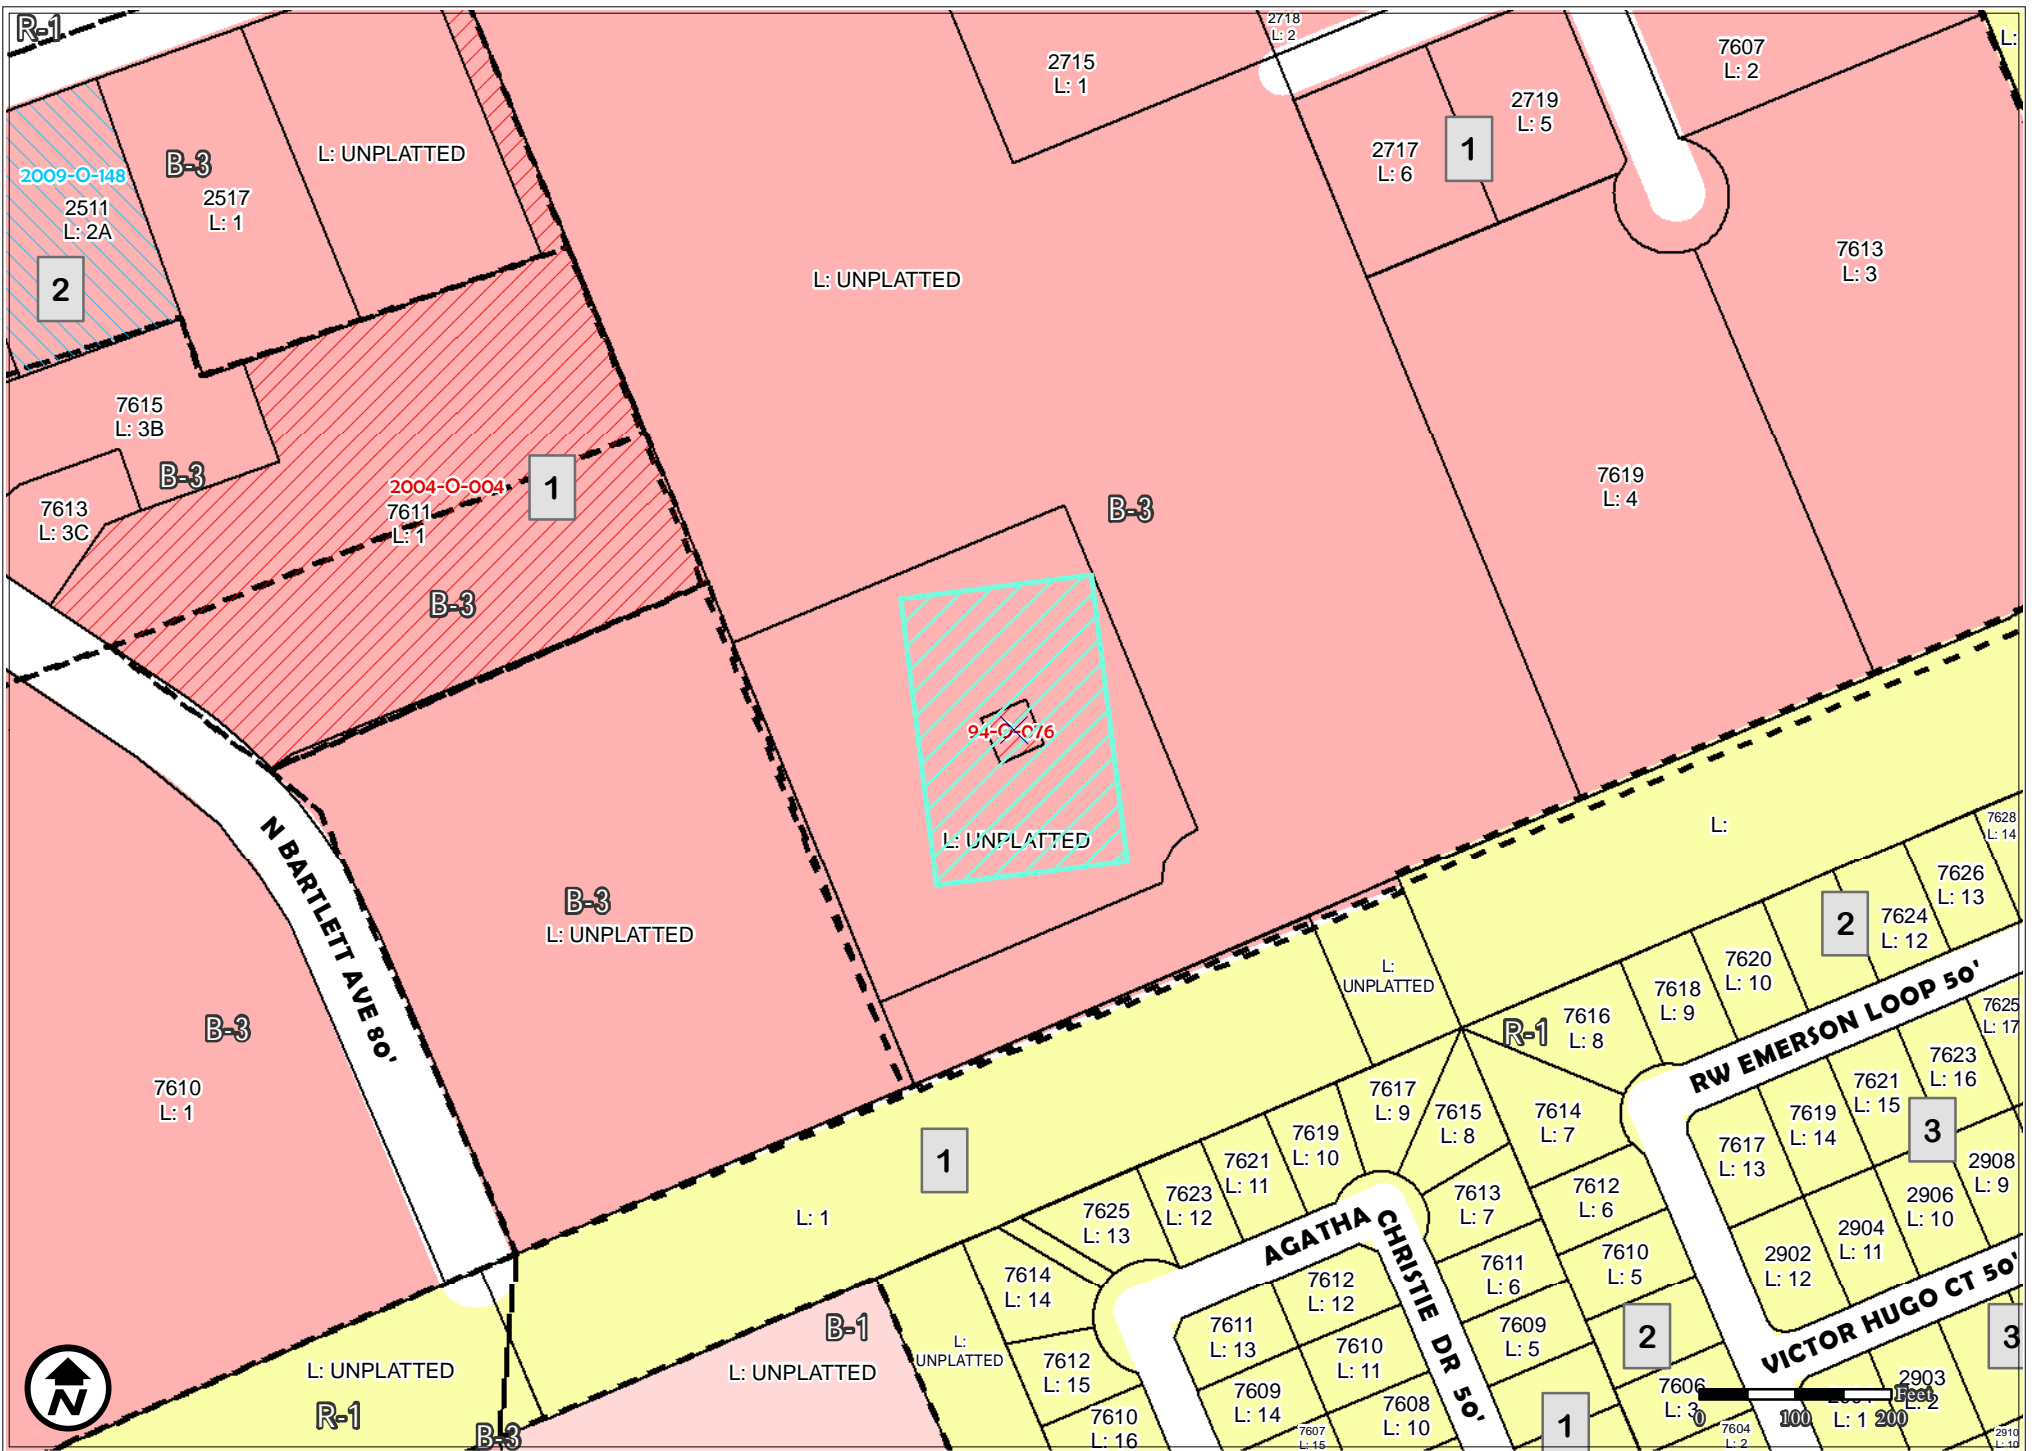 R-1
2718
L: 2
2715
L: 1
7607
L: 2
L:
2719
L: 5
1
2717
L: 6
B-3
L: UNPLATTED
2009-O-148
2511
L: 2A
2517
L: 1
2
7613
L: 3
L: UNPLATTED
7615
L: 3B
B-3
7613
L: 3C
2004-O-004
7611
L: 1
1
B-3
B-3
7619
L: 4
94-O-076
L: UNPLATTED
N BARTLETT AVE 80'
B-3
L: UNPLATTED
B-3
7610
L: 1
L:
7628
L: 14
7626
L: 13
2
7624
L: 12
7620
L: 10
7618
L: 9
L:
UNPLATTED
R-1
7616
L: 8
RW EMERSON LOOP 50'
7625
L: 17
7623
L: 16
7621
L: 15
7619
L: 14
3
7617
L: 13
2908
L: 9
2906
L: 10
2904
L: 11
2902
L: 12
7617
L: 9
7615
L: 8
7614
L: 7
7619
L: 10
7621
L: 11
7623
L: 12
7625
L: 13
1
L: 1
7613
L: 7
7612
L: 6
7611
L: 6
7610
L: 5
AGATHA CHRISTIE DR 50'
7614
L: 14
7612
L: 12
7611
L: 13
7610
L: 11
7609
L: 5
2
VICTOR HUGO CT 50'
3
B-1
L: UNPLATTED
L:
UNPLATTED
7612
L: 15
7609
L: 14
7608
L: 10
7610
L: 16
7607
L: 15
1
7606
L: 3
7604
L: 2
L: 1
2903
L: 2
2910
L: 10
Feet
0 100 200
L: UNPLATTED
R-1
B-3
N